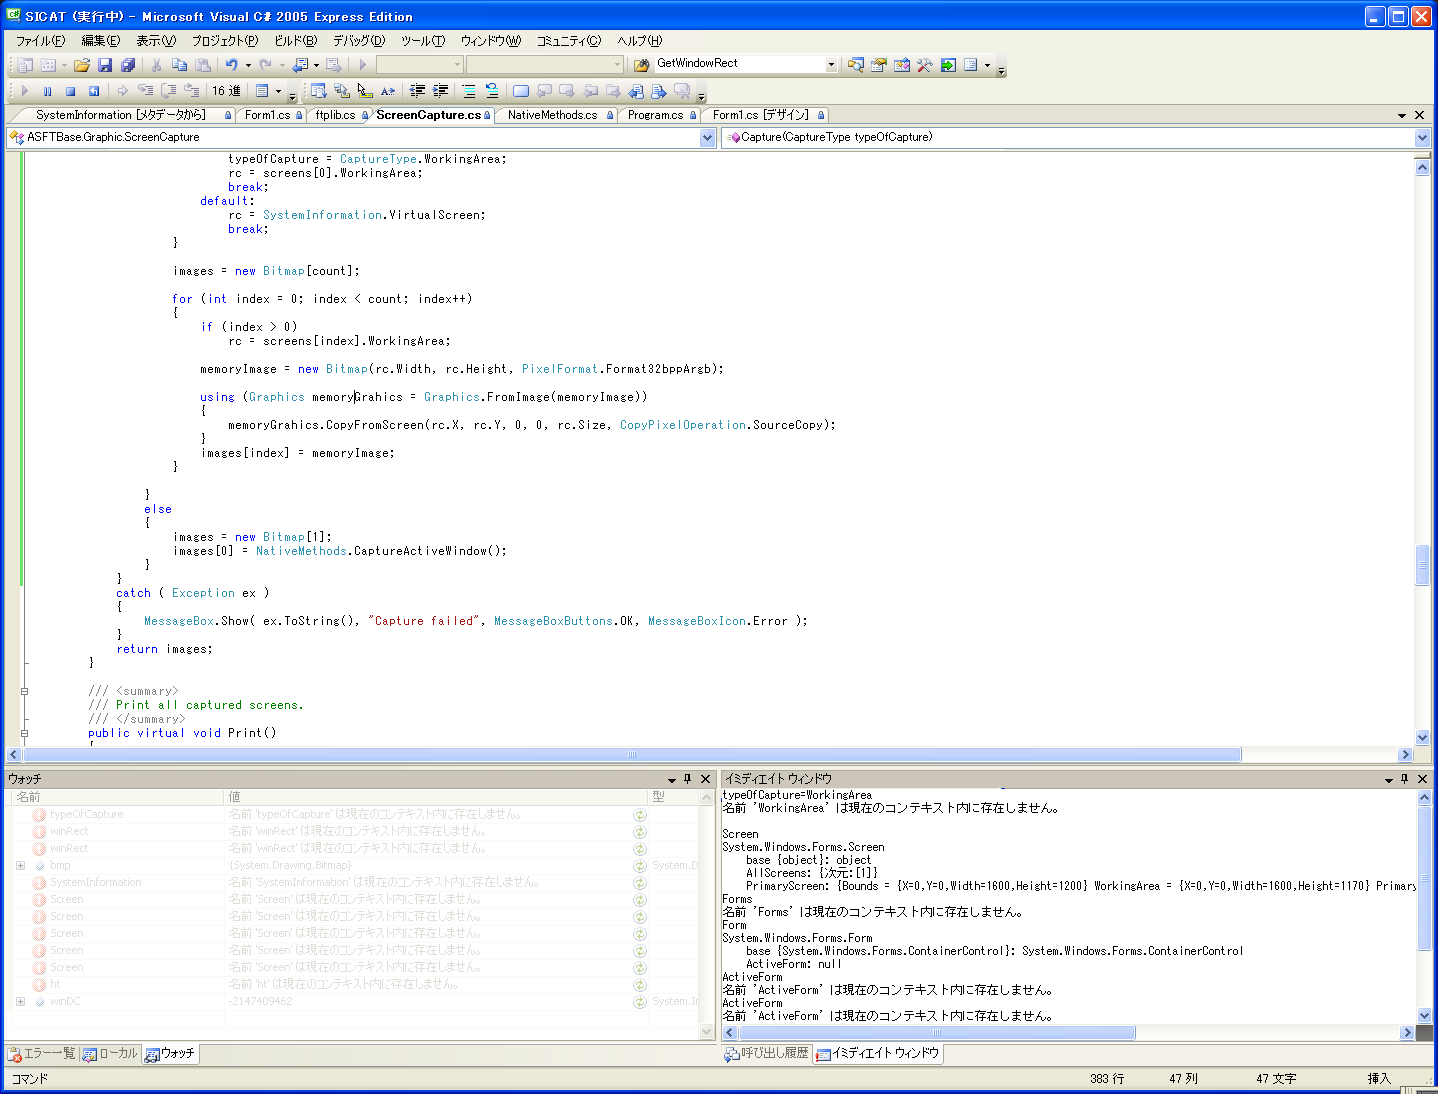 SICAT (実行中) - Microsoft Visual C# 2005 Express Edition
ファイル(F) 編集(E) 表示(V) プロジェクト(P) ビルド(B) デバッグ(D) ツール(T) ウィンドウ(W) コミュニティ(C) ヘルプ(H)
GetWindowRect
16 進
SystemInformation [メタデータから] Form1.cs ftplib.cs ScreenCapture.cs NativeMethods.cs Program.cs Form1.cs [デザイン]
ASFTBase.Graphic.ScreenCapture Capture(CaptureType typeOfCapture)
typeOfCapture = CaptureType.WorkingArea;
rc = screens[0].WorkingArea;
break;
default:
rc = SystemInformation.VirtualScreen;
break;
}
images = new Bitmap[count];
for (int index = 0; index < count; index++)
{
if (index > 0)
rc = screens[index].WorkingArea;
memoryImage = new Bitmap(rc.Width, rc.Height, PixelFormat.Format32bppArgb);
using (Graphics memoryGrahics = Graphics.FromImage(memoryImage))
{
memoryGrahics.CopyFromScreen(rc.X, rc.Y, 0, 0, rc.Size, CopyPixelOperation.SourceCopy);
}
images[index] = memoryImage;
}
}
else
{
images = new Bitmap[1];
images[0] = NativeMethods.CaptureActiveWindow();
}
}
catch ( Exception ex )
{
MessageBox.Show( ex.ToString(), "Capture failed", MessageBoxButtons.OK, MessageBoxIcon.Error );
}
return images;
}
/// <summary>
/// Print all captured screens.
/// </summary>
public virtual void Print()
ウォッチ
名前 値 型
typeOfCapture 名前 'typeOfCapture' は現在のコンテキスト内に存在しません。
winRect 名前 'winRect' は現在のコンテキスト内に存在しません。
winRect 名前 'winRect' は現在のコンテキスト内に存在しません。
bmp {System.Drawing.Bitmap} System.D
SystemInformation 名前 'SystemInformation' は現在のコンテキスト内に存在しません。
Screen 名前 'Screen' は現在のコンテキスト内に存在しません。
Screen 名前 'Screen' は現在のコンテキスト内に存在しません。
Screen 名前 'Screen' は現在のコンテキスト内に存在しません。
Screen 名前 'Screen' は現在のコンテキスト内に存在しません。
Screen 名前 'Screen' は現在のコンテキスト内に存在しません。
ht 名前 'ht' は現在のコンテキスト内に存在しません。
winDC -2147409462 System.In
エラー一覧 ローカル ウォッチ
イミディエイト ウィンドウ
typeOfCapture=WorkingArea
名前 'WorkingArea' は現在のコンテキスト内に存在しません。
Screen
System.Windows.Forms.Screen
base {object}: object
AllScreens: {次元:[1]}
PrimaryScreen: {Bounds = {X=0,Y=0,Width=1600,Height=1200} WorkingArea = {X=0,Y=0,Width=1600,Height=1170} Primar
Forms
名前 'Forms' は現在のコンテキスト内に存在しません。
Form
System.Windows.Forms.Form
base {System.Windows.Forms.ContainerControl}: System.Windows.Forms.ContainerControl
ActiveForm: null
ActiveForm
名前 'ActiveForm' は現在のコンテキスト内に存在しません。
ActiveForm
名前 'ActiveForm' は現在のコンテキスト内に存在しません。
呼び出し履歴 イミディエイト ウィンドウ
コマンド 383 行 47 列 47 文字 挿入